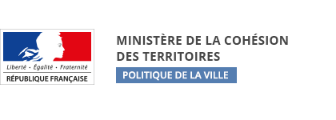 Liberté • Égalité • Fraternité
RÉPUBLIQUE FRANÇAISE
MINISTÈRE DE LA COHÉSION
DES TERRITOIRES
POLITIQUE DE LA VILLE